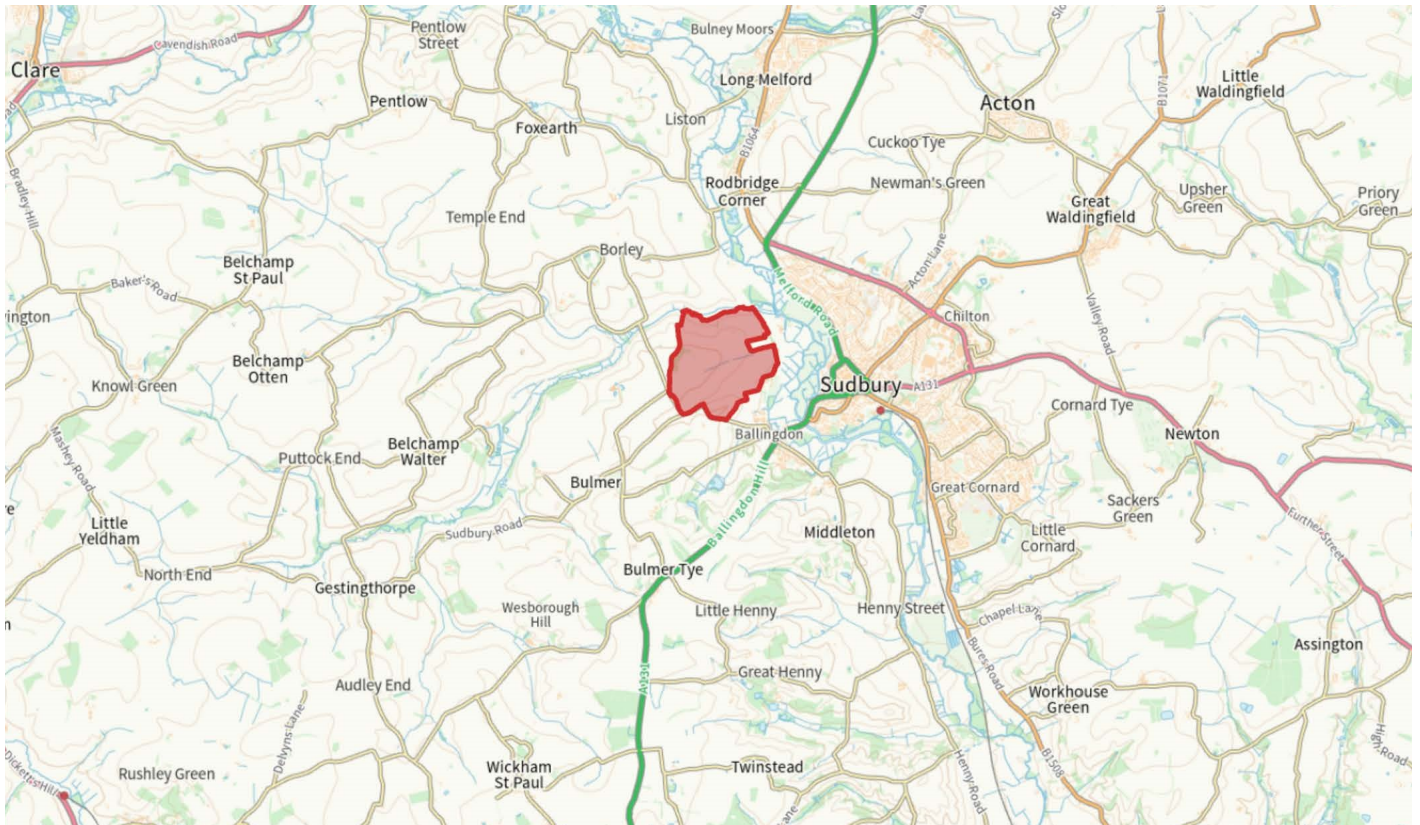 Pentlow
Street
Bulney Moors
Cavendish Road
Clare
Long Melford
Little
Waldingfield
B1071
Pentlow
Acton
Foxearth
Liston
B1064
Cuckoo Tye
Bradley Hill
Rodbridge
Corner
Newman's Green
Upsher
Green
Priory
Green
Great
Waldingfield
Temple End
Borley
Acton Lane
Belchamp
St Paul
Baker's Road
Melford Road
Chilton
Valley Road
Belchamp
Otten
Knowl Green
Sudbury
A131
Cornard Tye
Mashey Road
Ballingdon
Newton
Belchamp
Walter
Puttock End
Bulmer
Ballingdon Hill
Great Cornard
Sackers
Green
Little
Yeldham
Sudbury Road
Middleton
Little
Cornard
Further Street
North End
Gestingthorpe
Bulmer Tye
Wesborough
Hill
Little Henny
Henny Street
Chapel Lane
Bures Road
Assington
Audley End
A131
Great Henny
Workhouse
Green
Delvyns Lane
High Road
Rushley Green
Wickham
St Paul
Twinstead
Henny Road
B1508